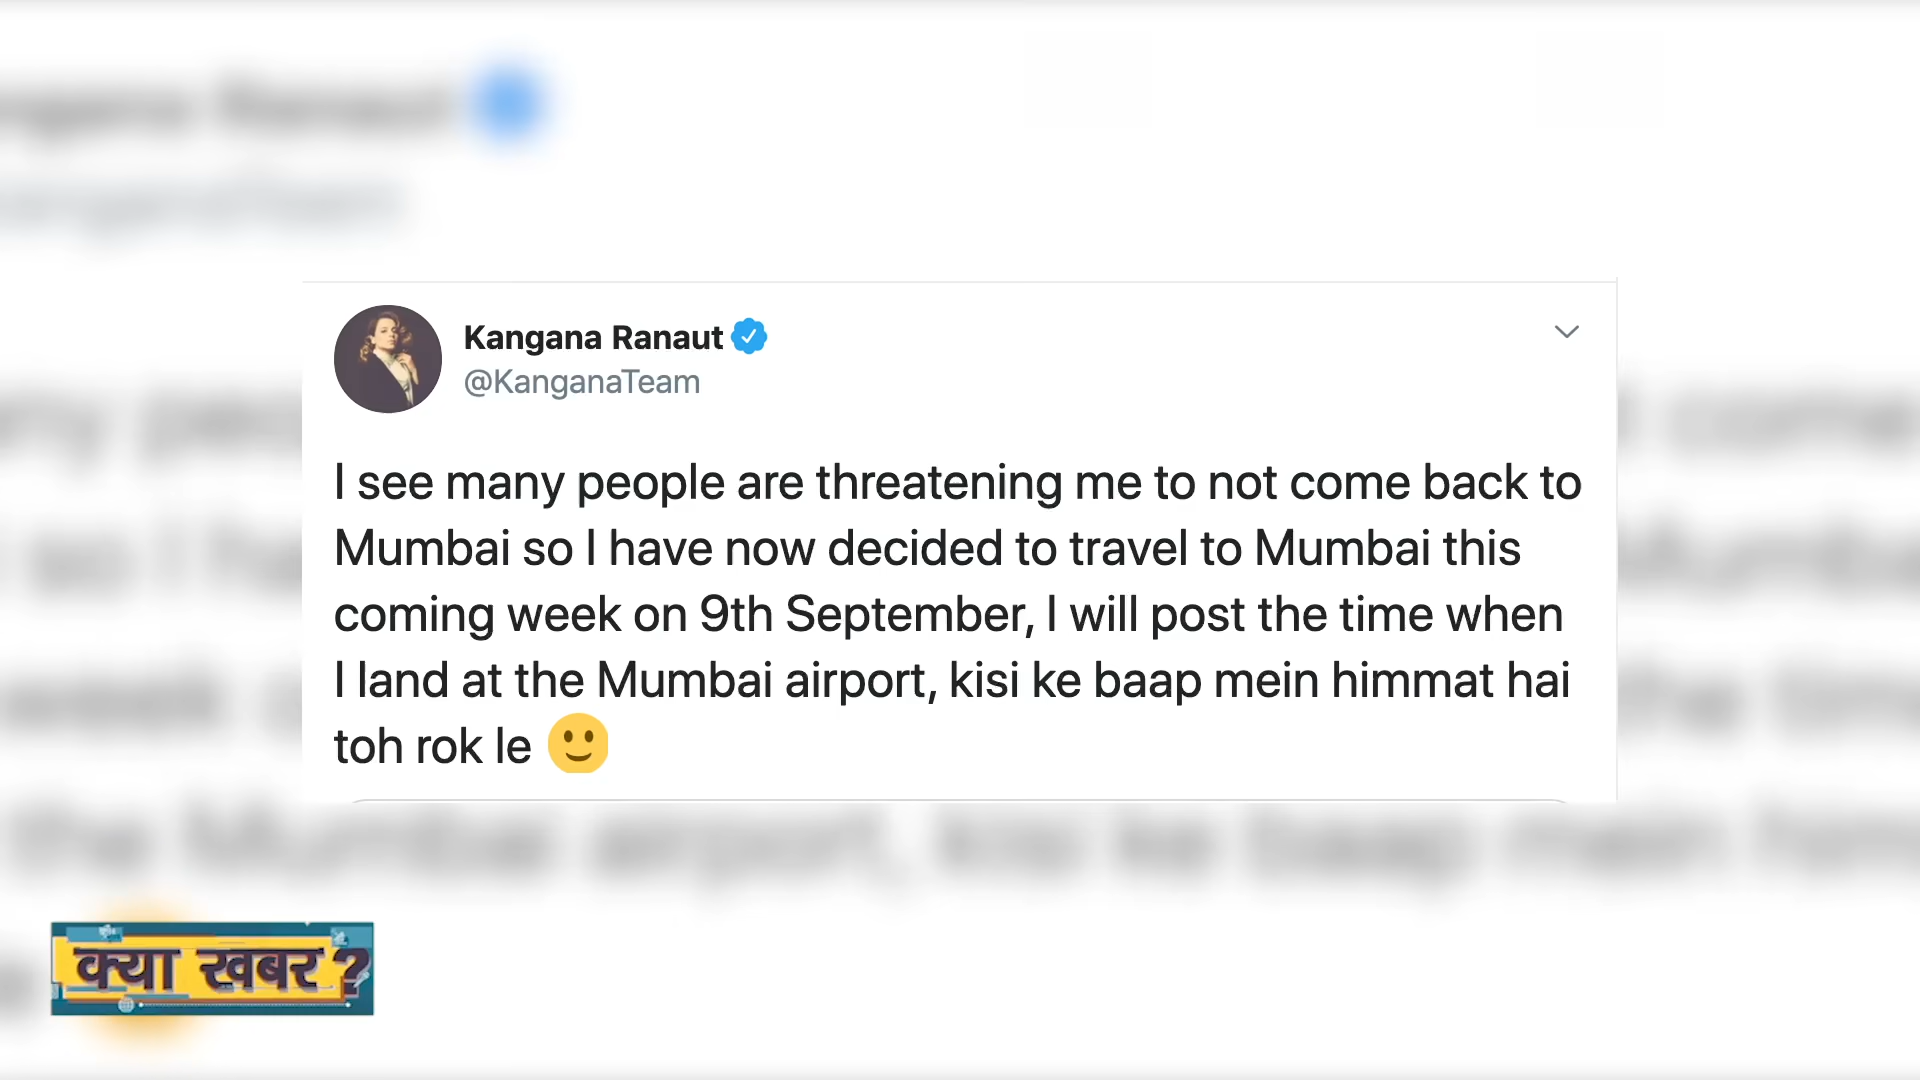 Kangana Ranaut
@KanganaTeam
I see many people are threatening me to not come back to
Mumbai so I have now decided to travel to Mumbai this
coming week on 9th September, I will post the time when
I land at the Mumbai airport, kisi ke baap mein himmat hai
toh rok le 🙂
क्या खबर ?